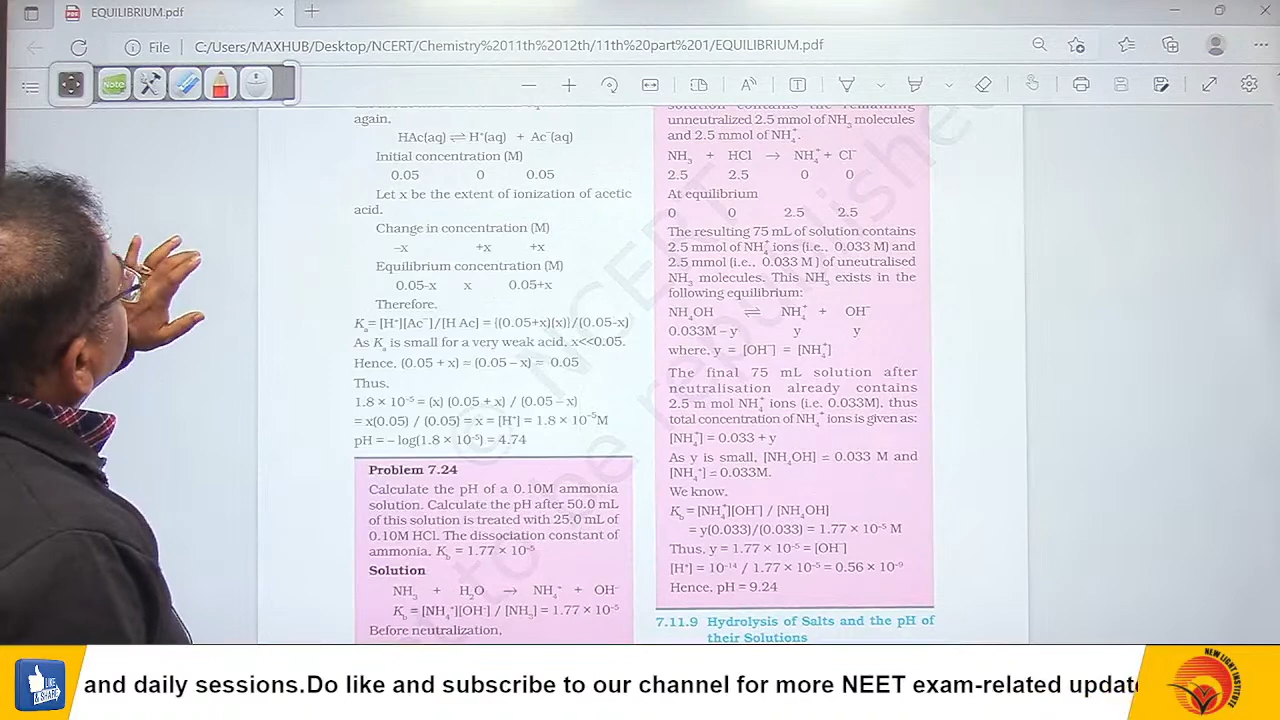 EQUILIBRIUM.pdf
File
C:/Users/MAXHUB/Desktop/NCERT/Chemistry%2011th%2012th/11th%20part%201/EQUILIBRIUM.pdf
Note
again.
HAc(aq) ⇌ H⁺(aq) + Ac⁻(aq)
Initial concentration (M)
0.05 0 0.05
Let x be the extent of ionization of acetic
acid.
Change in concentration (M)
–x +x +x
Equilibrium concentration (M)
0.05-x x 0.05+x
Therefore,
Kₐ= [H⁺][Ac⁻]/[H Ac] = {(0.05+x)(x)}/(0.05-x)
As Kₐ is small for a very weak acid, x<<0.05.
Hence, (0.05 + x) ≈ (0.05 – x) ≈ 0.05
Thus,
1.8 × 10⁻⁵ = (x) (0.05 + x) / (0.05 – x)
= x(0.05) / (0.05) = x = [H⁺] = 1.8 × 10⁻⁵M
pH = – log(1.8 × 10⁻⁵) = 4.74
Problem 7.24
Calculate the pH of a 0.10M ammonia
solution. Calculate the pH after 50.0 mL
of this solution is treated with 25.0 mL of
0.10M HCl. The dissociation constant of
ammonia, K_b = 1.77 × 10⁻⁵
Solution
NH₃ + H₂O → NH₄⁺ + OH⁻
K_b = [NH₄⁺][OH⁻] / [NH₃] = 1.77 × 10⁻⁵
Before neutralization,
solution contains the remaining
unneutralized 2.5 mmol of NH₃ molecules
and 2.5 mmol of NH₄⁺.
NH₃ + HCl → NH₄⁺ + Cl⁻
2.5 2.5 0 0
At equilibrium
0 0 2.5 2.5
The resulting 75 mL of solution contains
2.5 mmol of NH₄⁺ ions (i.e., 0.033 M) and
2.5 mmol (i.e., 0.033 M ) of uneutralised
NH₃ molecules. This NH₃ exists in the
following equilibrium:
NH₄OH ⇌ NH₄⁺ + OH⁻
0.033M – y y y
where, y = [OH⁻] = [NH₄⁺]
The final 75 mL solution after
neutralisation already contains
2.5 m mol NH₄⁺ ions (i.e. 0.033M), thus
total concentration of NH₄⁺ ions is given as:
[NH₄⁺] = 0.033 + y
As y is small, [NH₄OH] = 0.033 M and
[NH₄⁺] = 0.033M.
We know,
K_b = [NH₄⁺][OH⁻] / [NH₄OH]
= y(0.033)/(0.033) = 1.77 × 10⁻⁵ M
Thus, y = 1.77 × 10⁻⁵ = [OH⁻]
[H⁺] = 10⁻¹⁴ / 1.77 × 10⁻⁵ = 0.56 × 10⁻⁹
Hence, pH = 9.24
7.11.9 Hydrolysis of Salts and the pH of
their Solutions
© NCERT
LIKE
& SHARE
and daily sessions.Do like and subscribe to our channel for more NEET exam-related update
NEW LIGHT INSTITUTE